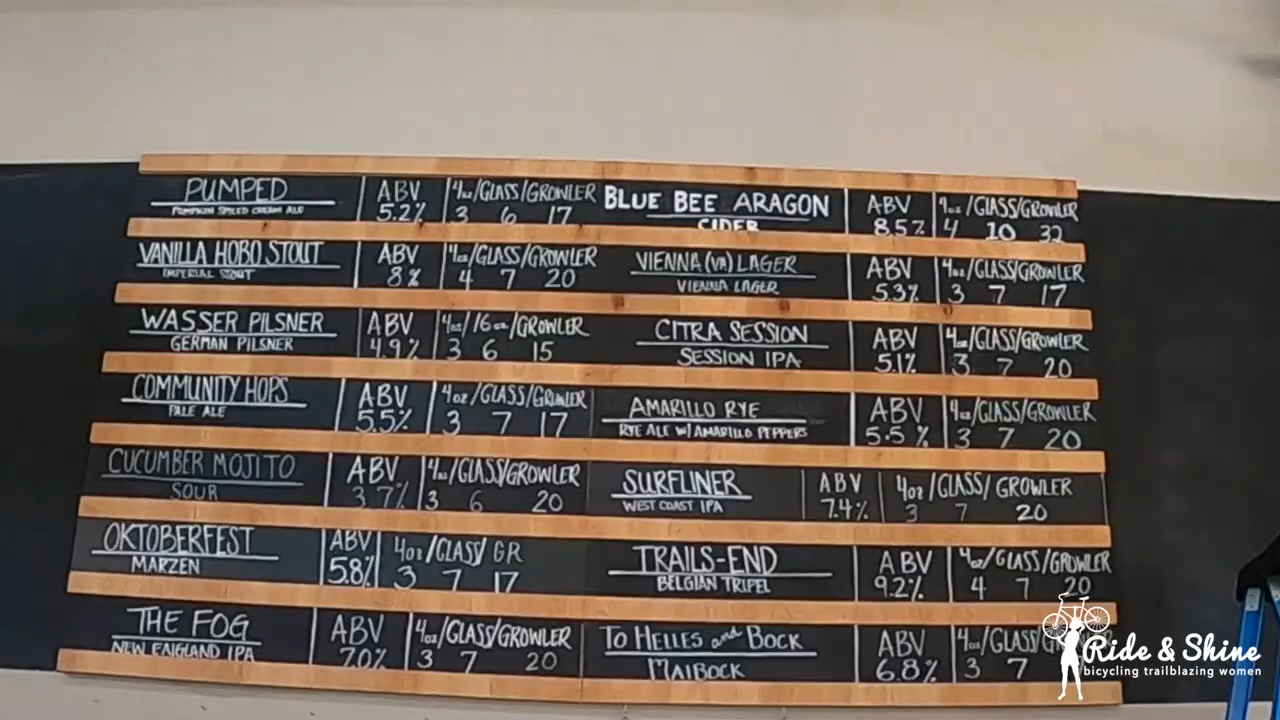 PUMPED
PUMPKIN SPICED CREAM ALE
ABV
5.2%
4oz/GLASS/GROWLER
3 6 17
VANILLA HOBO STOUT
IMPERIAL STOUT
ABV
8%
4oz/GLASS/GROWLER
4 7 20
WASSER PILSNER
GERMAN PILSNER
ABV
4.9%
4oz/16oz/GROWLER
3 6 15
COMMUNITY HOPS
PALE ALE
ABV
5.5%
4oz/GLASS/GROWLER
3 7 17
CUCUMBER MOJITO
SOUR
ABV
3.7%
4oz/GLASS/GROWLER
3 6 20
OKTOBERFEST
MARZEN
ABV
5.8%
4oz/GLASS/GR
3 7 17
THE FOG
NEW ENGLAND IPA
ABV
7.0%
4oz/GLASS/GROWLER
3 7 20
BLUE BEE ARAGON
CIDER
ABV
8.5%
4oz/GLASS/GROWLER
4 10 32
VIENNA (VA) LAGER
VIENNA LAGER
ABV
5.3%
4oz/GLASS/GROWLER
3 7 17
CITRA SESSION
SESSION IPA
ABV
5.1%
4oz/GLASS/GROWLER
3 7 20
AMARILLO RYE
RYE ALE W/ AMARILLO PEPPERS
ABV
5.5%
4oz/GLASS/GROWLER
3 7 20
SURFLINER
WEST COAST IPA
ABV
7.4%
4oz/GLASS/GROWLER
3 7 20
TRAILS-END
BELGIAN TRIPEL
ABV
9.2%
4oz/GLASS/GROWLER
4 7 20
TO HELLES and BOCK
MAIBOCK
ABV
6.8%
4oz/GLASS/
3 7
Ride & Shine
bicycling trailblazing women